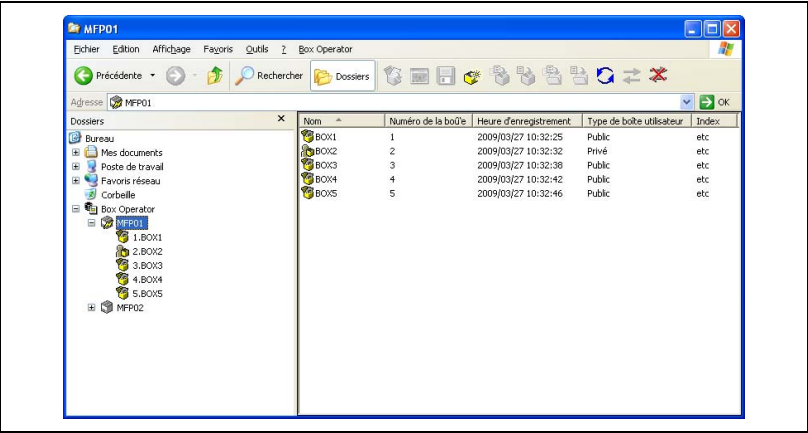 MFP01
Fichier Edition Affichage Favoris Outils ? Box Operator
Précédente Rechercher Dossiers
Adresse MFP01 OK
Dossiers
Bureau
Mes documents
Poste de travail
Favoris réseau
Corbeille
Box Operator
MFP01
1.BOX1
2.BOX2
3.BOX3
4.BOX4
5.BOX5
MFP02
Nom Numéro de la boîte Heure d'enregistrement Type de boîte utilisateur Index
BOX1 1 2009/03/27 10:32:25 Public etc
BOX2 2 2009/03/27 10:32:32 Privé etc
BOX3 3 2009/03/27 10:32:38 Public etc
BOX4 4 2009/03/27 10:32:42 Public etc
BOX5 5 2009/03/27 10:32:46 Public etc